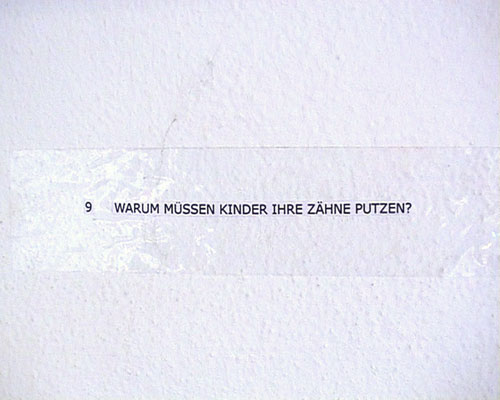 9 WARUM MÜSSEN KINDER IHRE ZÄHNE PUTZEN?